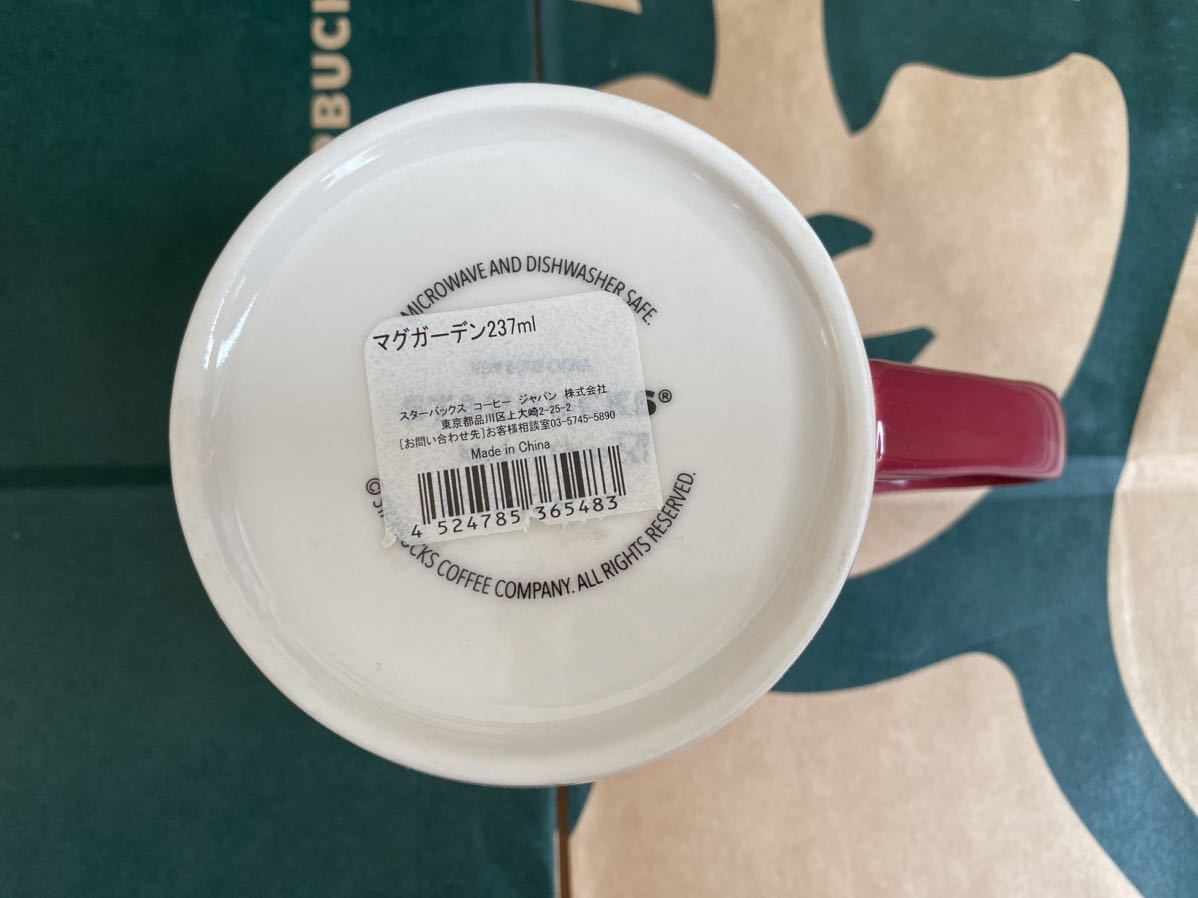 RBUCK
MICROWAVE AND DISHWASHER SAFE.
マグガーデン237ml
スターバックス コーヒー ジャパン 株式会社
東京都品川区上大崎2-25-2
[お問い合わせ先]お客様相談室03-5745-5890
Made in China
4 524785 365483
S®
© ST
OCKS COFFEE COMPANY. ALL RIGHTS RESERVED.